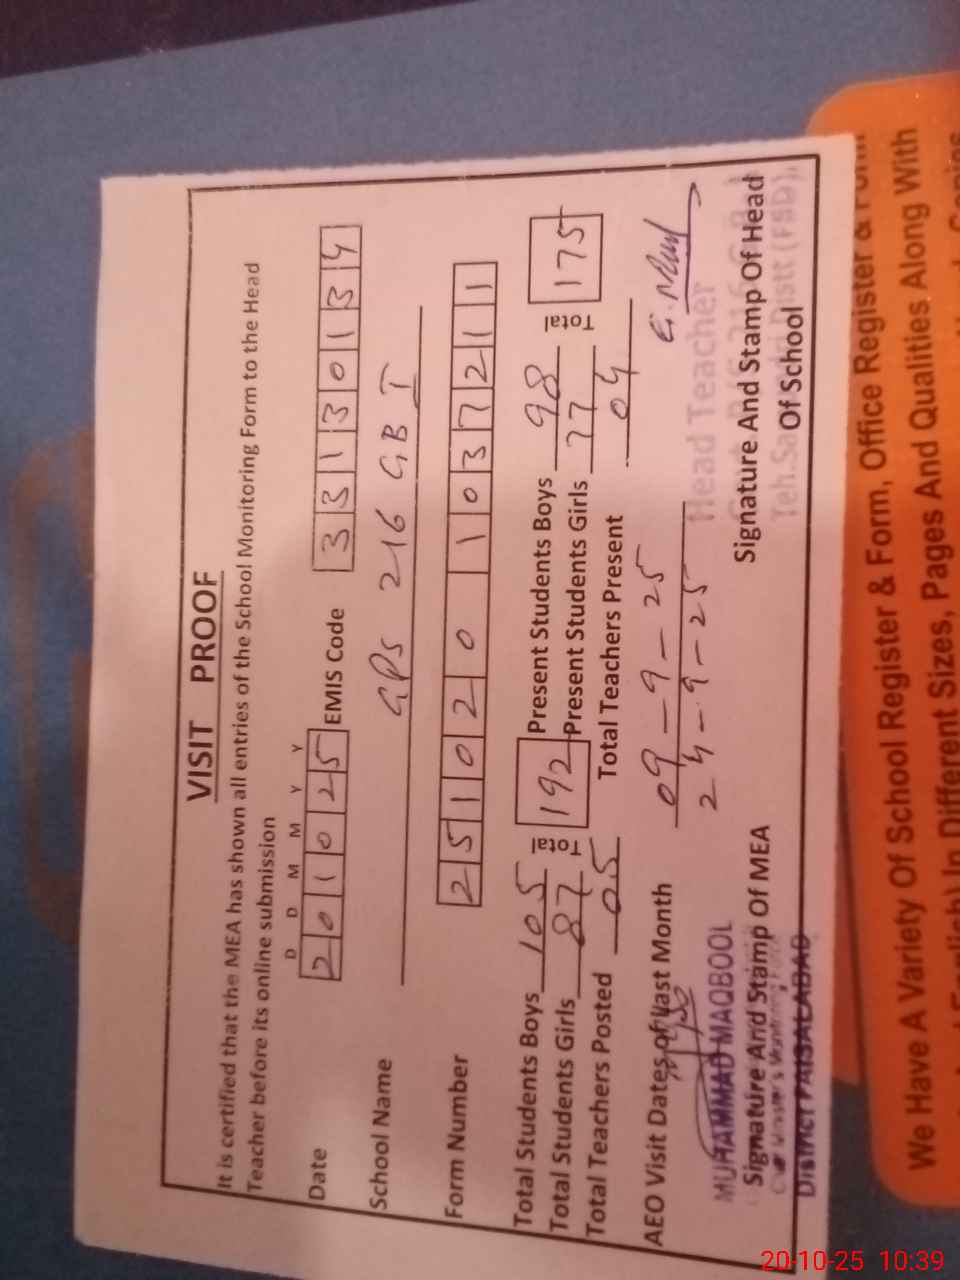 VISIT PROOF
It is certified that the MEA has shown all entries of the School Monitoring Form to the Head
Teacher before its online submission
D D M M Y Y
Date 2 0 1 0 2 5 EMIS Code 3 3 1 3 0 1 3 4
School Name GPS 216 GB I
Form Number 2 5 1 0 2 0 1 0 3 7 2 1 1
Total Students Boys 105 Total 192 Present Students Boys 98 Total 175
Total Students Girls 87 Present Students Girls 77
Total Teachers Posted 05 Total Teachers Present 04
AEO Visit Dates of Last Month 09-9-25
24-9-25
MUHAMMAD MAQBOOL
Head Teacher
Signature And Stamp Of MEA
Signature And Stamp Of Head
Of School
District FAISALABAD
Distt (FSD)
We Have A Variety Of School Register & Form, Office Register &
In Different Sizes, Pages And Qualities Along With
20-10-25 10:39